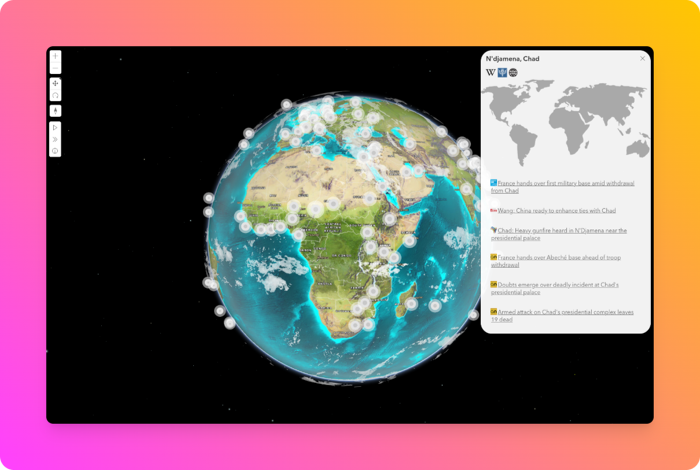 N'djamena, Chad
W
France hands over first military base amid withdrawal
from Chad
Wang: China ready to enhance ties with Chad
Chad: Heavy gunfire heard in N'Djamena near the
presidential palace
France hands over Abéché base ahead of troop
withdrawal
Doubts emerge over deadly incident at Chad's
presidential palace
Armed attack on Chad's presidential complex leaves
19 dead